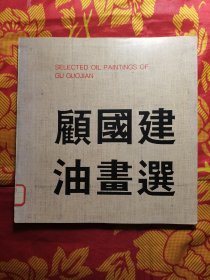 SELECTED OIL PAINTINGS OF
GU GUOJIAN
顧國建
油畫選